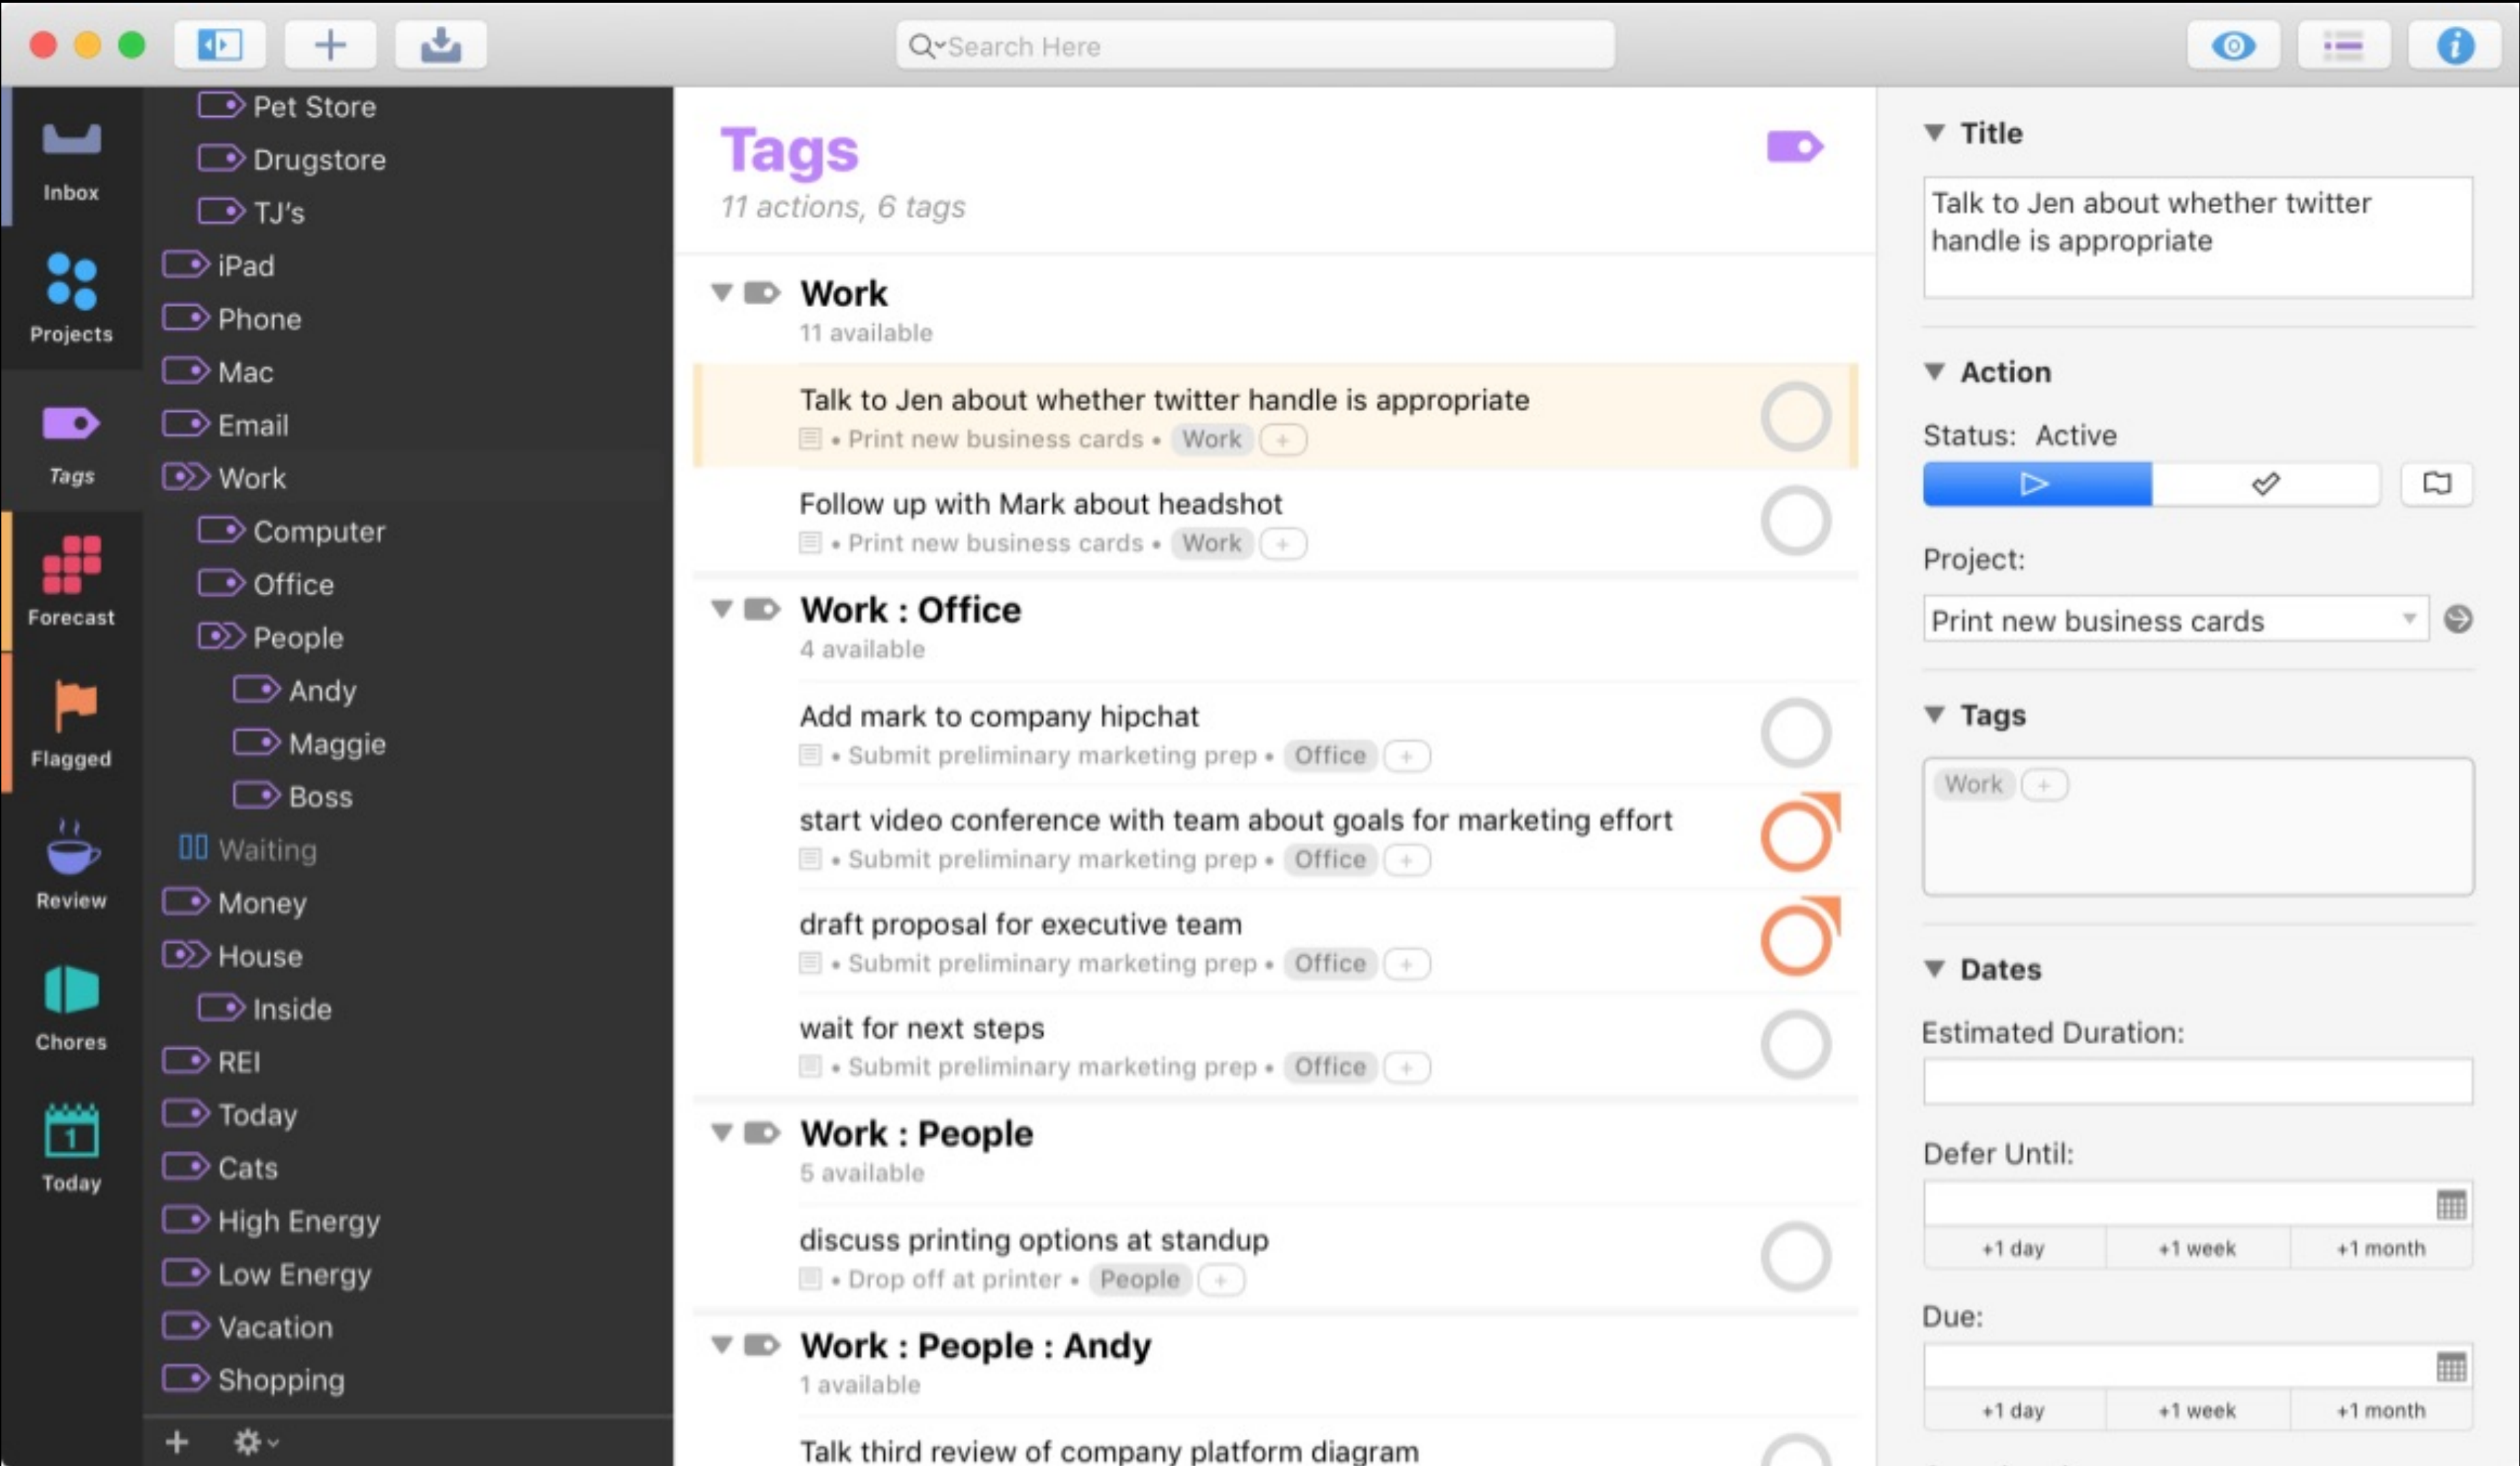 Search Here
Inbox
Projects
Tags
Forecast
Flagged
Review
Chores
1
Today
Pet Store
Drugstore
TJ's
iPad
Phone
Mac
Email
Work
Computer
Office
People
Andy
Maggie
Boss
Waiting
Money
House
Inside
REI
Today
Cats
High Energy
Low Energy
Vacation
Shopping
Tags
11 actions, 6 tags
Work
11 available
Talk to Jen about whether twitter handle is appropriate
• Print new business cards • Work +
Follow up with Mark about headshot
• Print new business cards • Work +
Work : Office
4 available
Add mark to company hipchat
• Submit preliminary marketing prep • Office +
start video conference with team about goals for marketing effort
• Submit preliminary marketing prep • Office +
draft proposal for executive team
• Submit preliminary marketing prep • Office +
wait for next steps
• Submit preliminary marketing prep • Office +
Work : People
5 available
discuss printing options at standup
• Drop off at printer • People +
Work : People : Andy
1 available
Talk third review of company platform diagram
Title
Talk to Jen about whether twitter
handle is appropriate
Action
Status: Active
Project:
Print new business cards
Tags
Work +
Dates
Estimated Duration:
Defer Until:
+1 day +1 week +1 month
Due:
+1 day +1 week +1 month